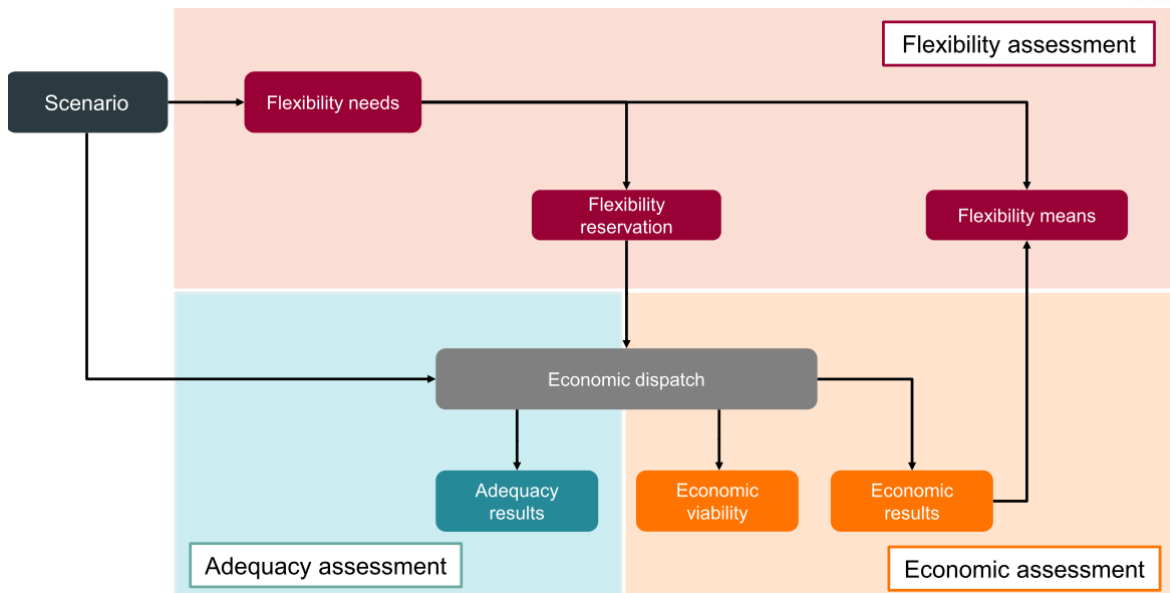 Flexibility assessment
Scenario
Flexibility needs
Flexibility
reservation
Flexibility means
Economic dispatch
Adequacy
results
Economic
viability
Economic
results
Adequacy assessment
Economic assessment